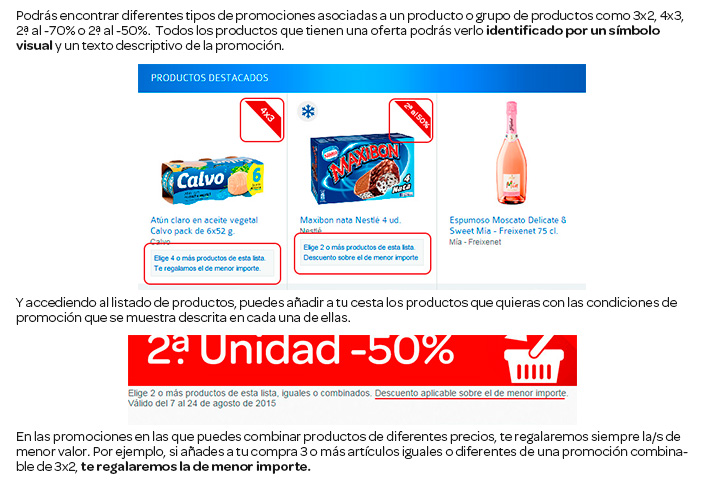 Podrás encontrar diferentes tipos de promociones asociadas a un producto o grupo de productos como 3x2, 4x3,
2ª al -70% o 2ª al -50%.  Todos los productos que tienen una oferta podrás verlo identificado por un símbolo
visual y un texto descriptivo de la promoción.
PRODUCTOS DESTACADOS
4x3
2ª al 50%
Calvo
6
Nestlé
MAXIBON
4
Nata
Mía
Atún claro en aceite vegetal
Calvo pack de 6x52 g.
Calvo
Elige 4 o más productos de esta lista.
Te regalamos el de menor importe.
Maxibon nata Nestlé 4 ud.
Nestlé
Elige 2 o más productos de esta lista.
Descuento sobre el de menor importe
Espumoso Moscato Delicate &
Sweet Mia - Freixenet 75 cl.
Mía - Freixenet
Y accediendo al listado de productos, puedes añadir a tu cesta los productos que quieras con las condiciones de
promoción que se muestra descrita en cada una de ellas.
2ª Unidad -50%
Elige 2 o más productos de esta lista, iguales o combinados. Descuento aplicable sobre el de menor importe.
Válido del 7 al 24 de agosto de 2015
En las promociones en las que puedes combinar productos de diferentes precios, te regalaremos siempre la/s de
menor valor. Por ejemplo, si añades a tu compra 3 o más artículos iguales o diferentes de una promoción combina-
ble de 3x2, te regalaremos la de menor importe.